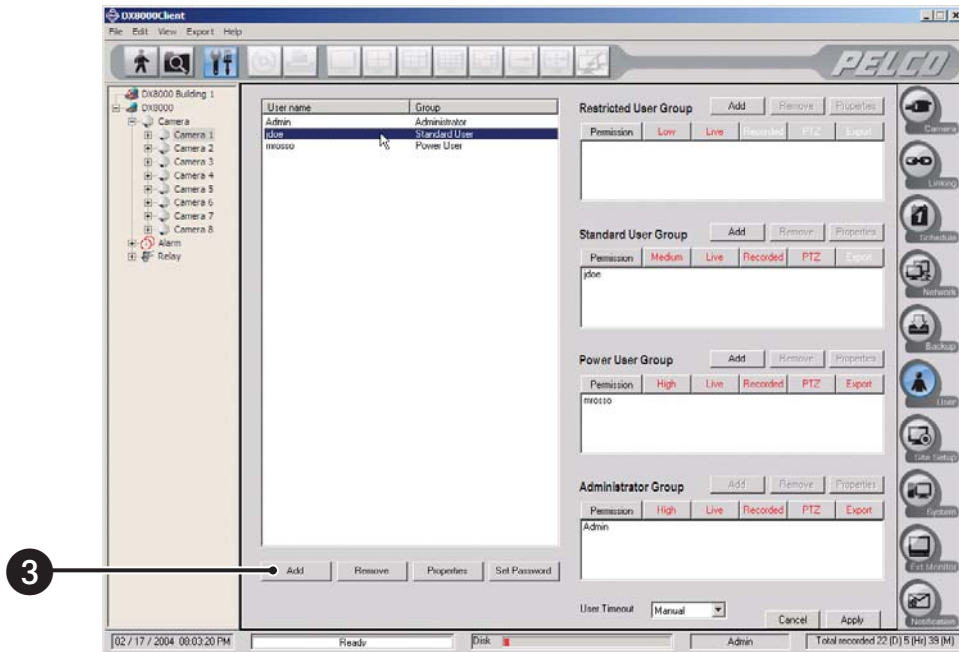 DX8000Client
File Edit View Export Help
PELCO
DX8000 Building 1
DX8000
Camera
Camera 1
Camera 2
Camera 3
Camera 4
Camera 5
Camera 6
Camera 7
Camera 8
Alarm
Relay
User name Group
Admin Administrator
jdoe Standard User
mrosso Power User
Add Remove Properties Set Password
3
Restricted User Group Add Remove Properties
Permission Low Live Recorded PTZ Export
Standard User Group Add Remove Properties
Permission Medium Live Recorded PTZ Export
jdoe
Power User Group Add Remove Properties
Permission High Live Recorded PTZ Export
mrosso
Administrator Group Add Remove Properties
Permission High Live Recorded PTZ Export
Admin
User Timeout Manual
Cancel Apply
Camera
Linking
1
Schedule
Network
Backup
User
Site Setup
System
Ext Monitor
Notification
02 / 17 / 2004 08:03:20 PM Ready Disk Admin Total recorded 22 (D) 5 (Hr) 39 (M)